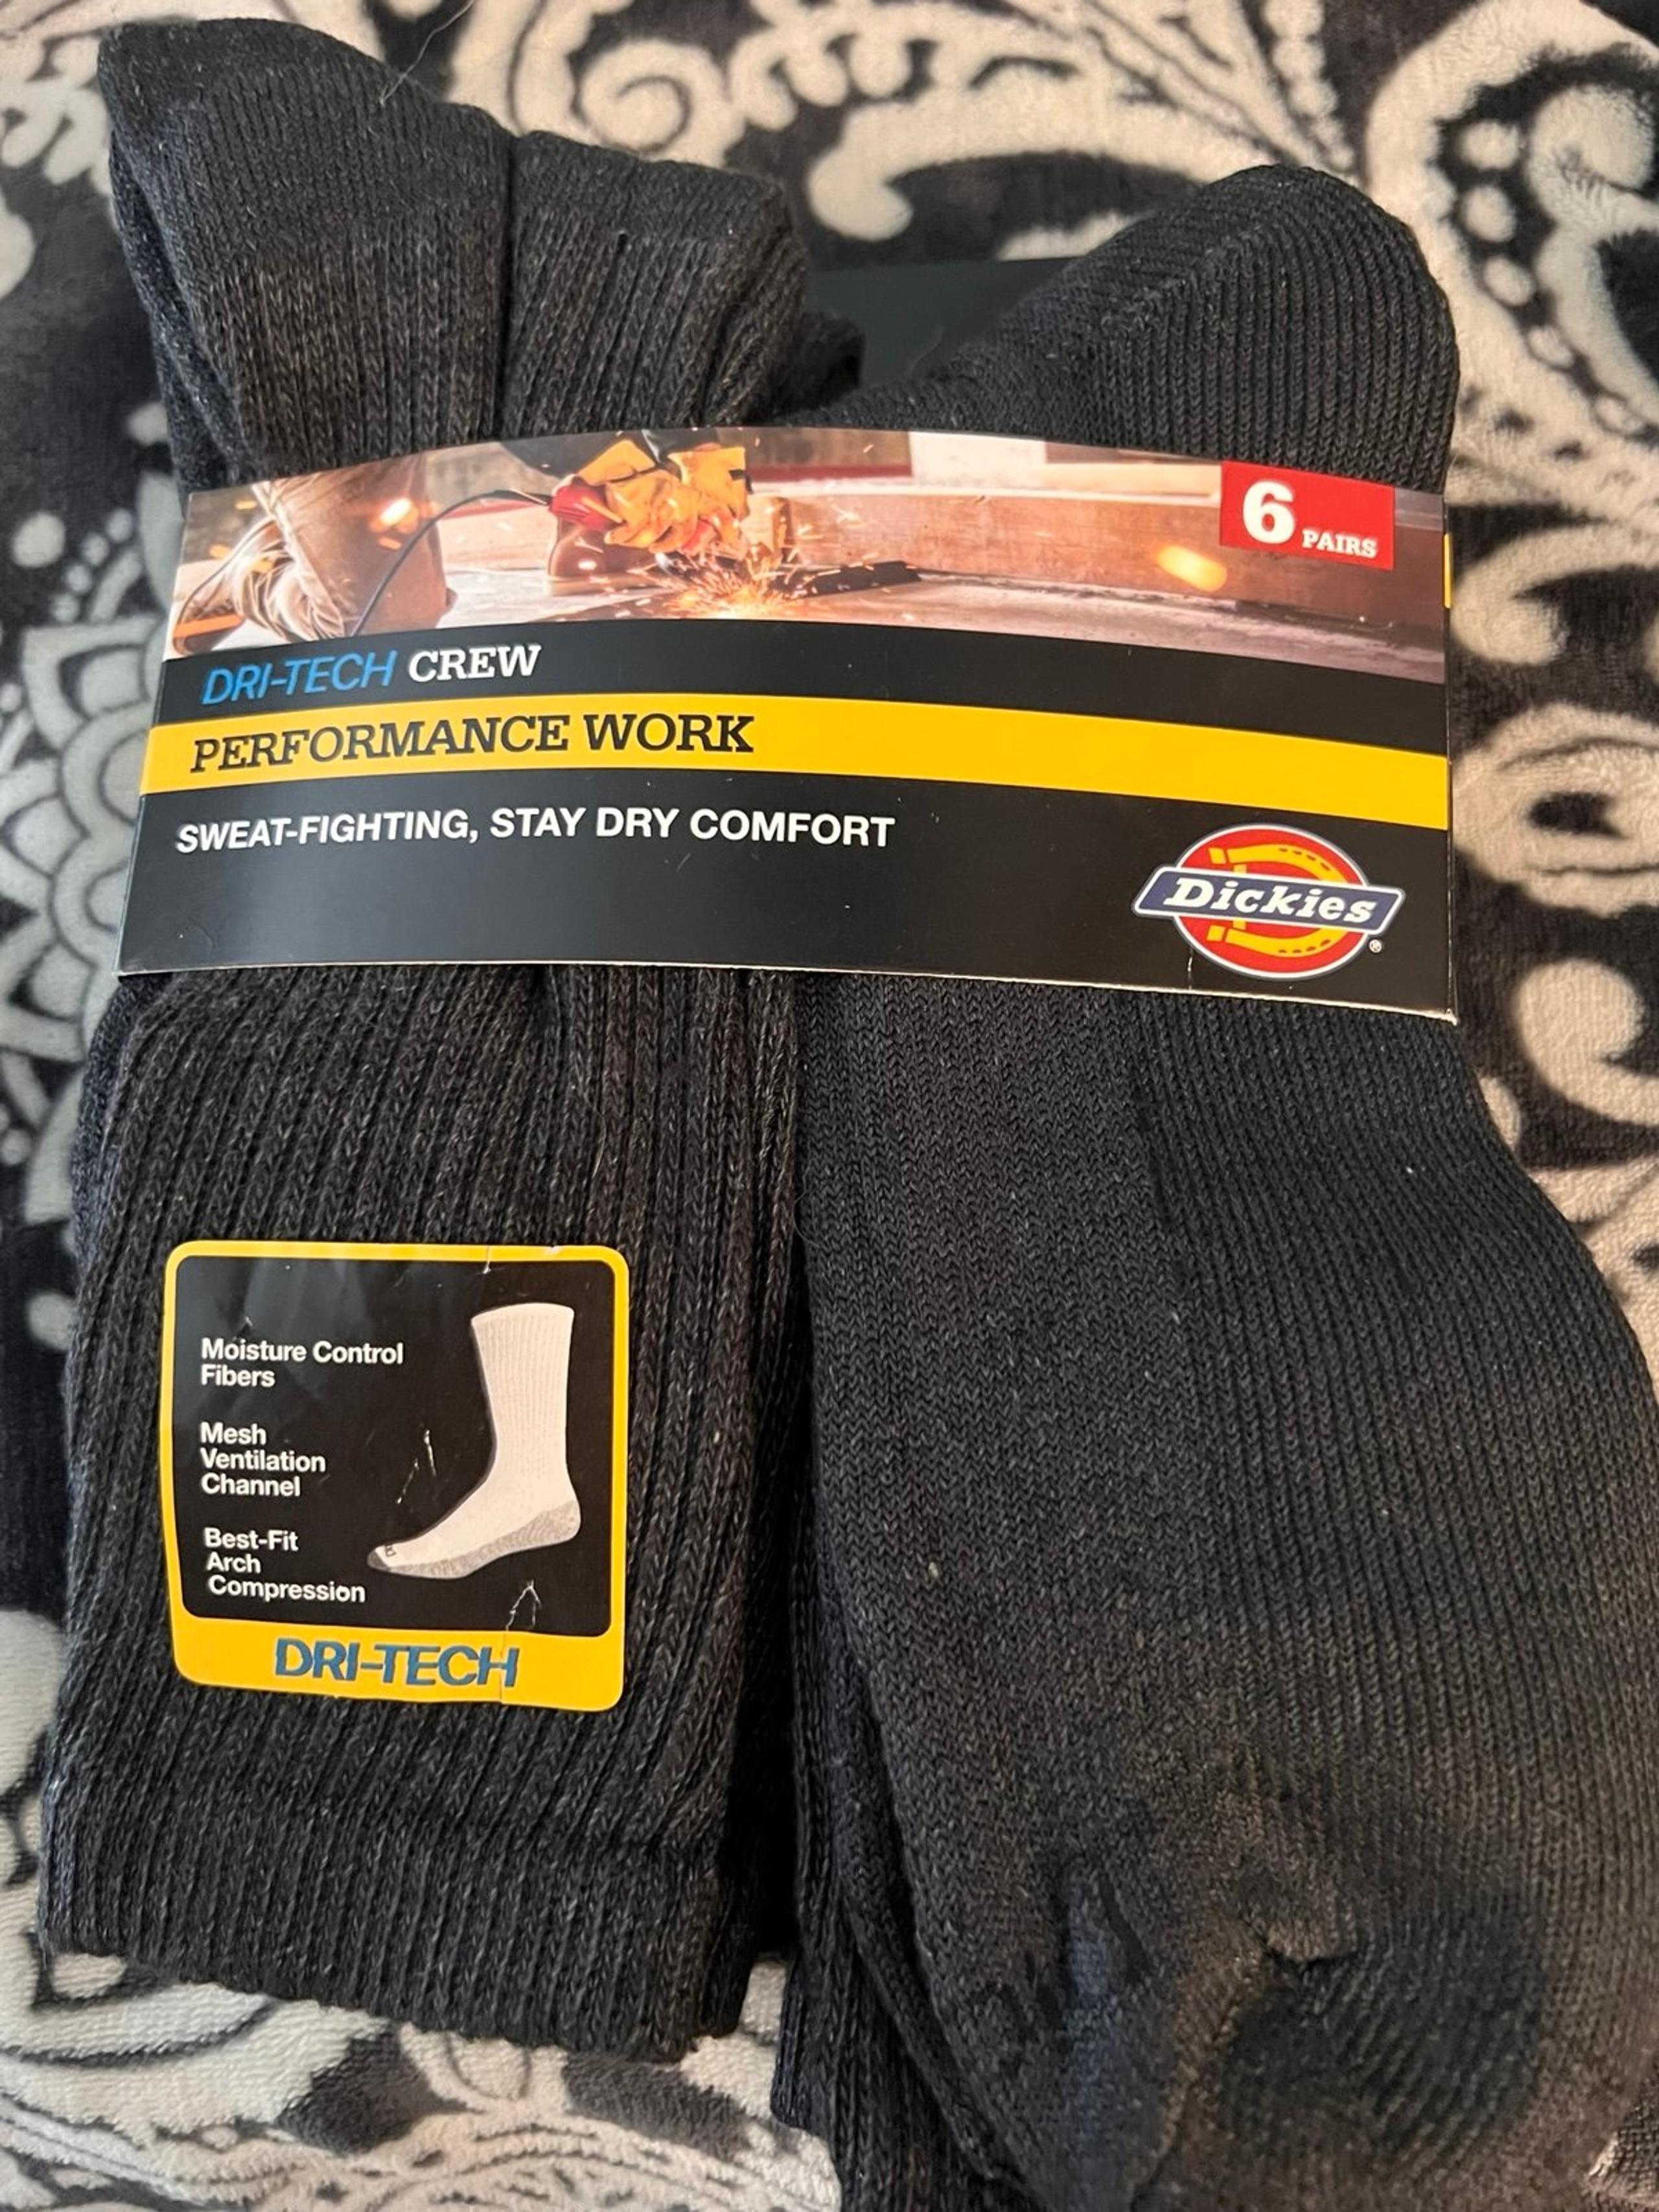 6 PAIRS
DRI-TECH CREW
PERFORMANCE WORK
SWEAT-FIGHTING, STAY DRY COMFORT
Dickies®
Moisture Control
Fibers
Mesh
Ventilation
Channel
Best-Fit
Arch
Compression
DRI-TECH